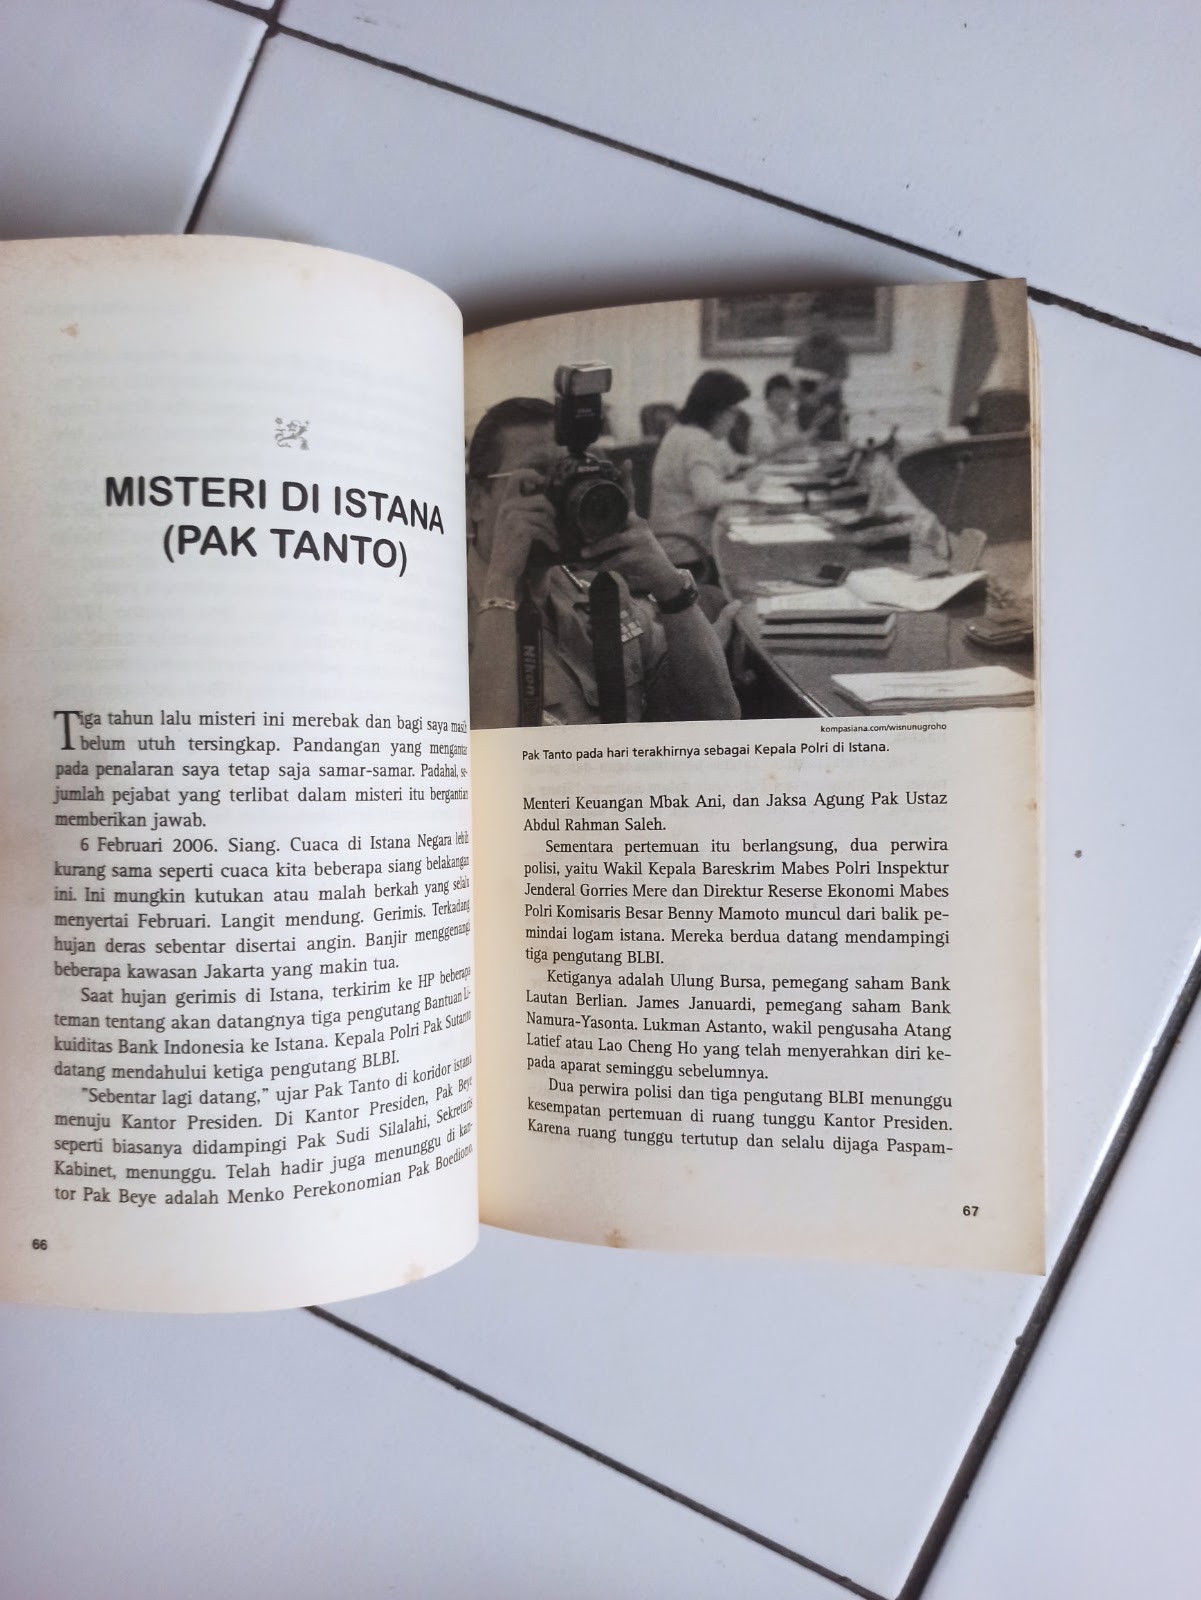 MISTERI DI ISTANA
(PAK TANTO)
Tiga tahun lalu misteri ini merebak dan bagi saya masih
belum utuh tersingkap. Pandangan yang mengantar
pada penalaran saya tetap saja samar-samar. Padahal, se-
jumlah pejabat yang terlibat dalam misteri itu bergantian
memberikan jawab.
6 Februari 2006. Siang. Cuaca di Istana Negara lebih
kurang sama seperti cuaca kita beberapa siang belakangan
ini. Ini mungkin kutukan atau malah berkah yang selalu
menyertai Februari. Langit mendung. Gerimis. Terkadang
hujan deras sebentar disertai angin. Banjir menggenangi
beberapa kawasan Jakarta yang makin tua.
Saat hujan gerimis di Istana, terkirim ke HP beberapa
teman tentang akan datangnya tiga pengutang Bantuan Li-
kuiditas Bank Indonesia ke Istana. Kepala Polri Pak Sutanto
datang mendahului ketiga pengutang BLBI.
"Sebentar lagi datang," ujar Pak Tanto di koridor istana
menuju Kantor Presiden. Di Kantor Presiden, Pak Beye
seperti biasanya didampingi Pak Sudi Silalahi, Sekretaris
Kabinet, menunggu. Telah hadir juga menunggu di kan-
tor Pak Beye adalah Menko Perekonomian Pak Boediono,
66
Nikon
Nikon
kompasiana.com/wisnunugroho
Pak Tanto pada hari terakhirnya sebagai Kepala Polri di Istana.
Menteri Keuangan Mbak Ani, dan Jaksa Agung Pak Ustaz
Abdul Rahman Saleh.
Sementara pertemuan itu berlangsung, dua perwira
polisi, yaitu Wakil Kepala Bareskrim Mabes Polri Inspektur
Jenderal Gorries Mere dan Direktur Reserse Ekonomi Mabes
Polri Komisaris Besar Benny Mamoto muncul dari balik pe-
mindai logam istana. Mereka berdua datang mendampingi
tiga pengutang BLBI.
Ketiganya adalah Ulung Bursa, pemegang saham Bank
Lautan Berlian. James Januardi, pemegang saham Bank
Namura-Yasonta. Lukman Astanto, wakil pengusaha Atang
Latief atau Lao Cheng Ho yang telah menyerahkan diri ke-
pada aparat seminggu sebelumnya.
Dua perwira polisi dan tiga pengutang BLBI menunggu
kesempatan pertemuan di ruang tunggu Kantor Presiden.
Karena ruang tunggu tertutup dan selalu dijaga Paspam-
67